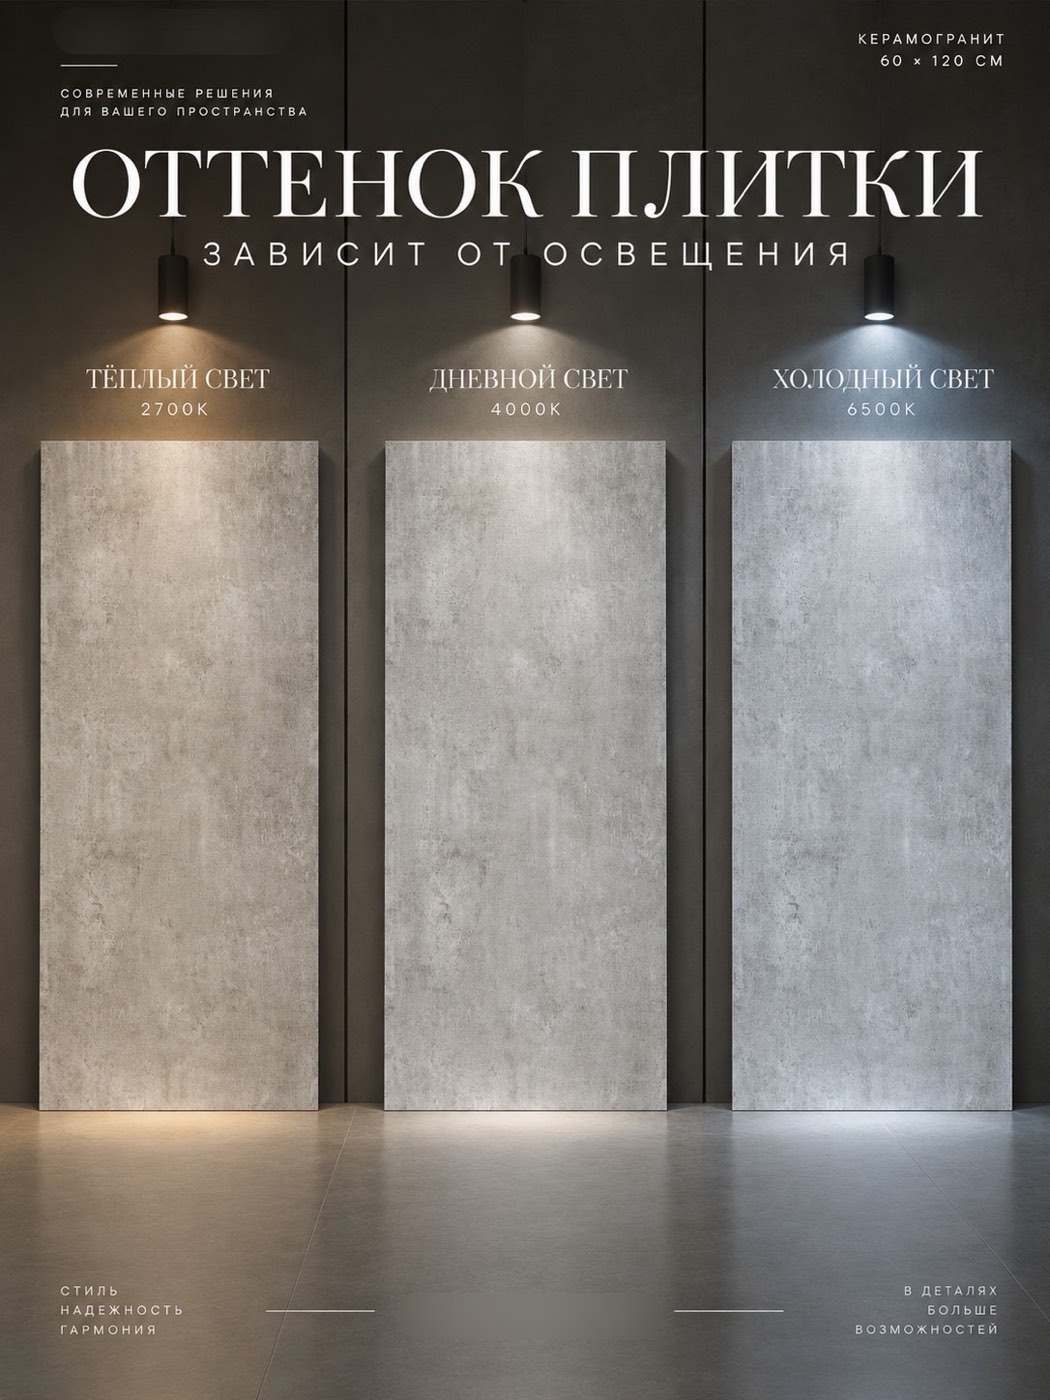 СОВРЕМЕННЫЕ РЕШЕНИЯ
ДЛЯ ВАШЕГО ПРОСТРАНСТВА
КЕРАМОГРАНИТ
60 × 120 СМ
ОТТЕНОК ПЛИТКИ
ЗАВИСИТ ОТ ОСВЕЩЕНИЯ
ТЁПЛЫЙ СВЕТ
2700K
ДНЕВНОЙ СВЕТ
4000K
ХОЛОДНЫЙ СВЕТ
6500K
СТИЛЬ
НАДЕЖНОСТЬ
ГАРМОНИЯ
В ДЕТАЛЯХ
БОЛЬШЕ
ВОЗМОЖНОСТЕЙ